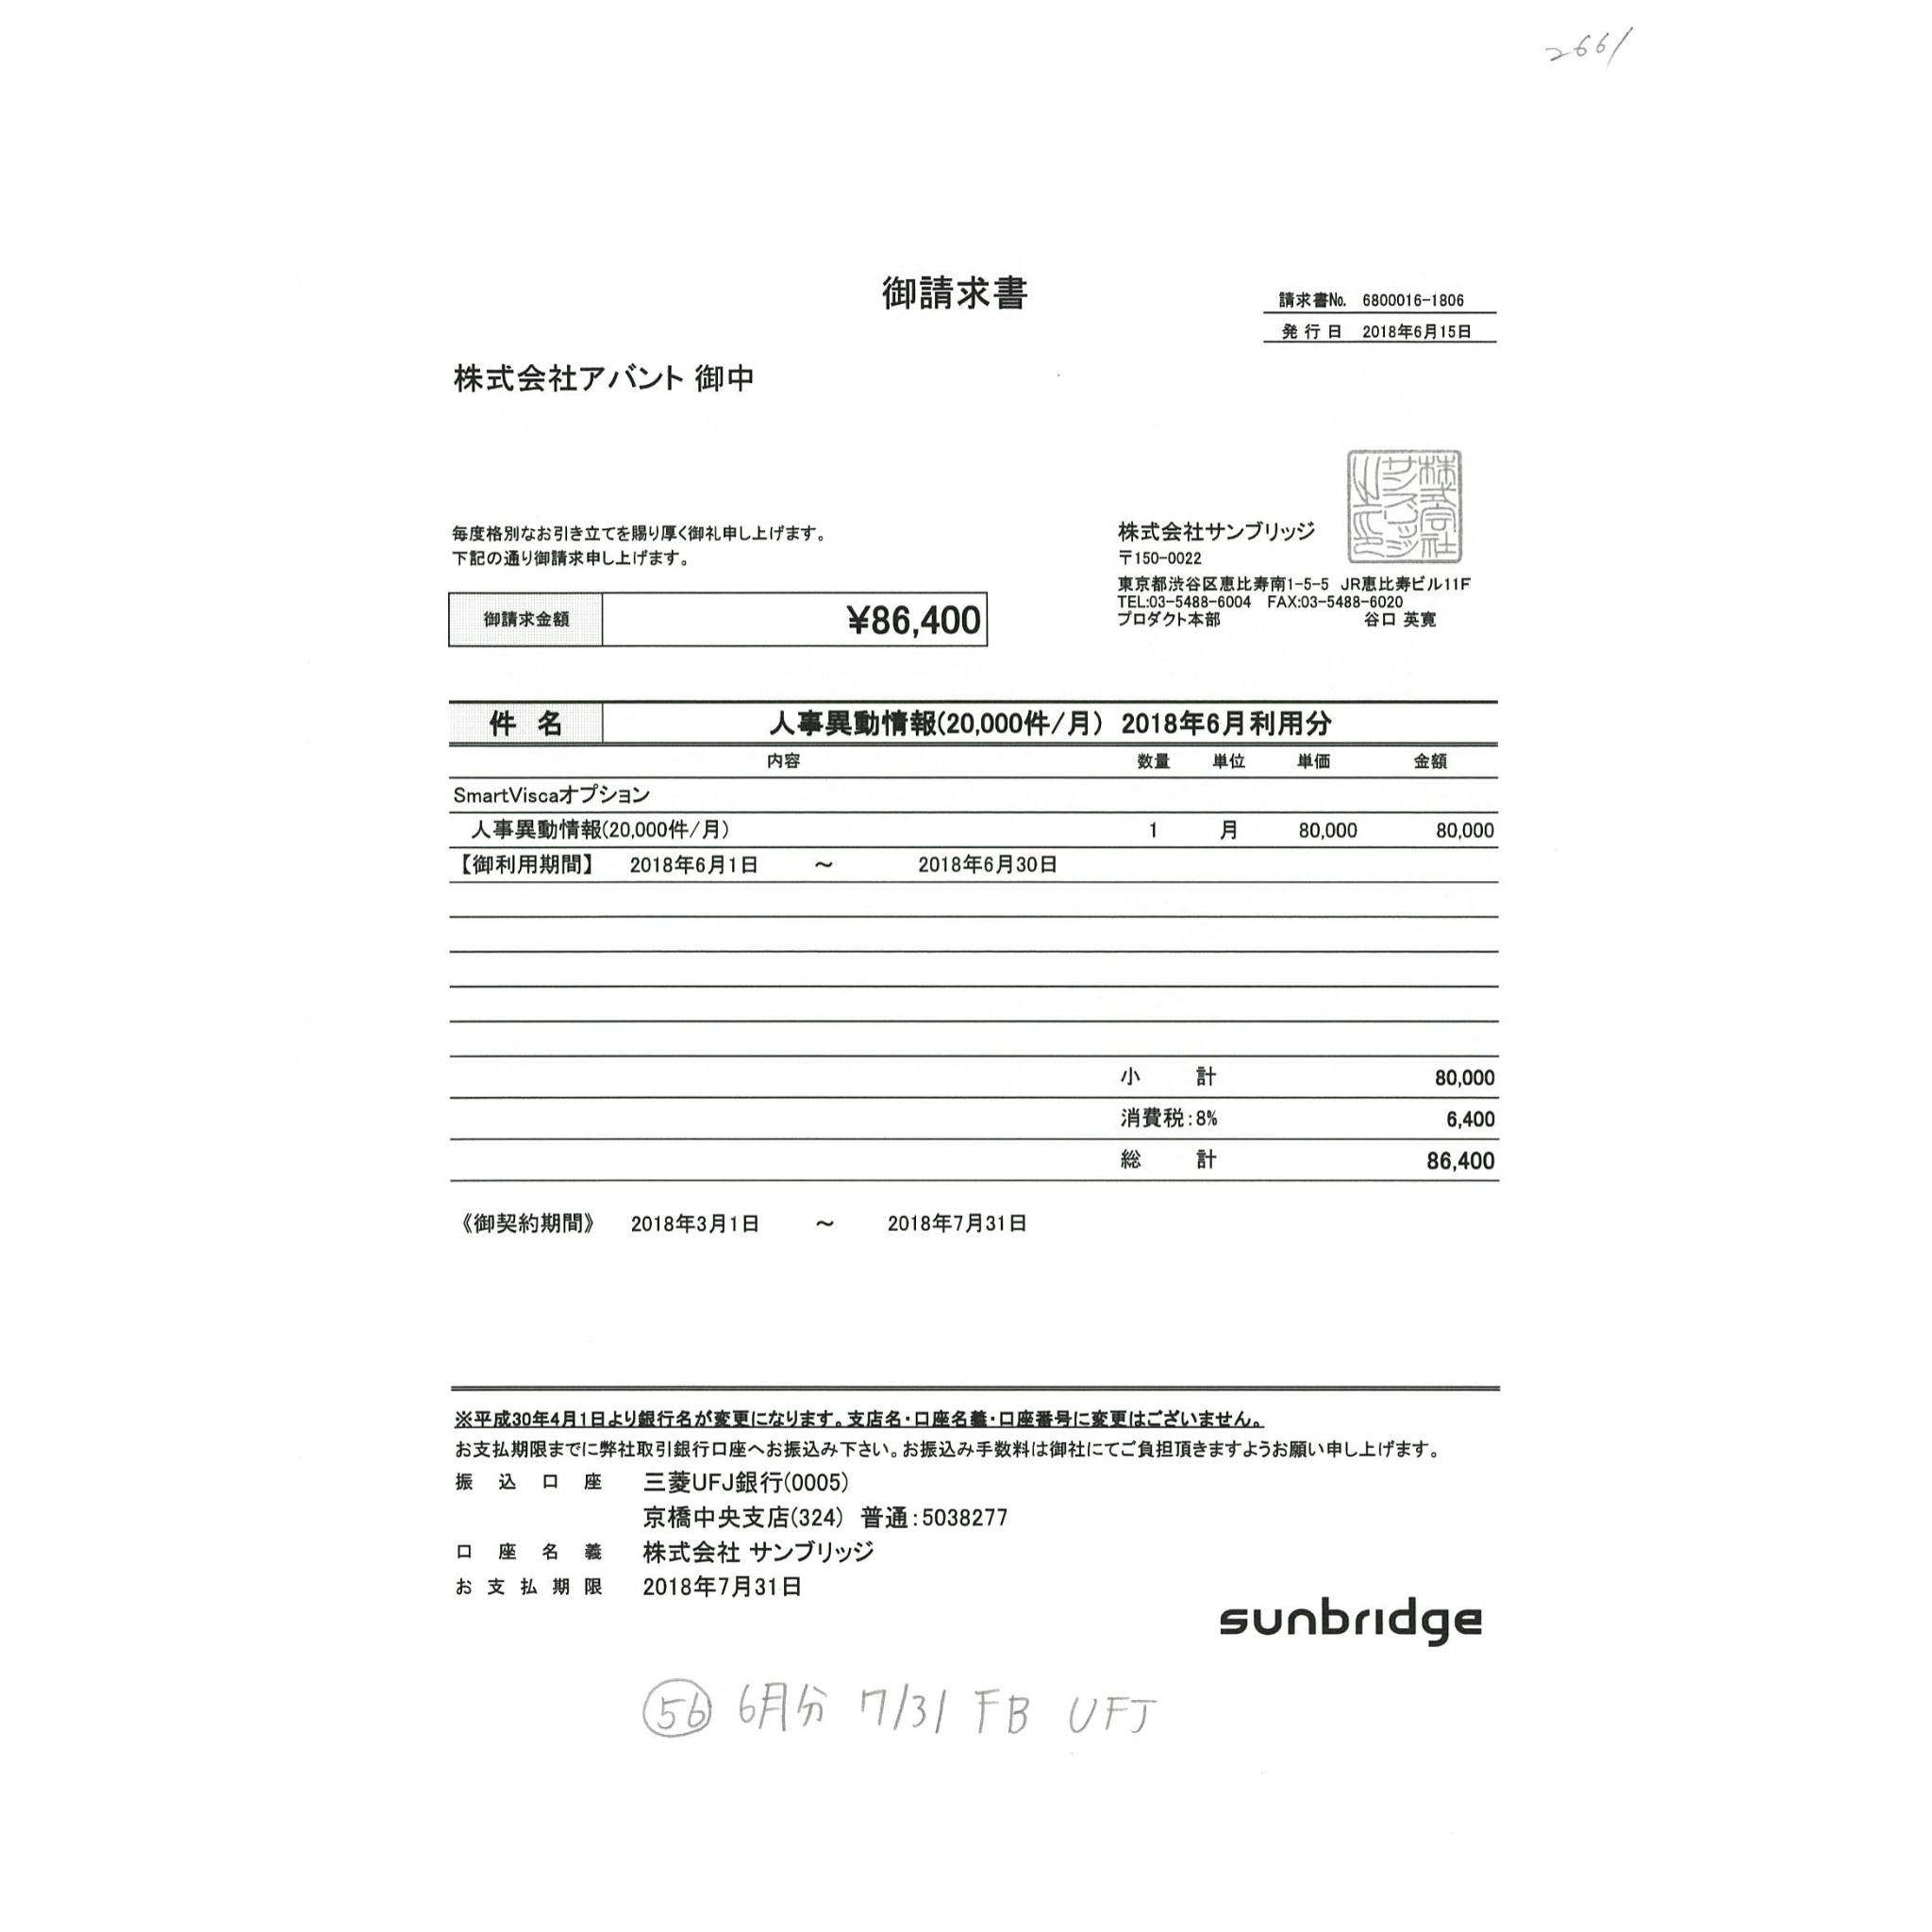 2661
御請求書
請求書No. 6800016-1806
発 行 日 2018年6月15日
株式会社アバント 御中
毎度格別なお引き立てを賜り厚く御礼申し上げます。
下記の通り御請求申し上げます。
株式会社サンブリッジ
〒150-0022
東京都渋谷区恵比寿南1-5-5 JR恵比寿ビル11F
TEL:03-5488-6004 FAX:03-5488-6020
プロダクト本部 谷口 英寛
株式会社サンブリッジ
御請求金額 ¥86,400
件 名 人事異動情報(20,000件/月) 2018年6月利用分
内容 数量 単位 単価 金額
SmartViscaオプション
人事異動情報(20,000件/月) 1 月 80,000 80,000
【御利用期間】 2018年6月1日 ～ 2018年6月30日
小 計 80,000
消費税:8% 6,400
総 計 86,400
《御契約期間》 2018年3月1日 ～ 2018年7月31日
※平成30年4月1日より銀行名が変更になります。支店名・口座名義・口座番号に変更はございません。
お支払期限までに弊社取引銀行口座へお振込み下さい。お振込み手数料は御社にてご負担頂きますようお願い申し上げます。
振 込 口 座 三菱UFJ銀行(0005)
京橋中央支店(324) 普通:5038277
口 座 名 義 株式会社 サンブリッジ
お 支 払 期 限 2018年7月31日
sunbridge
56 6月分 7/31 FB UFJ